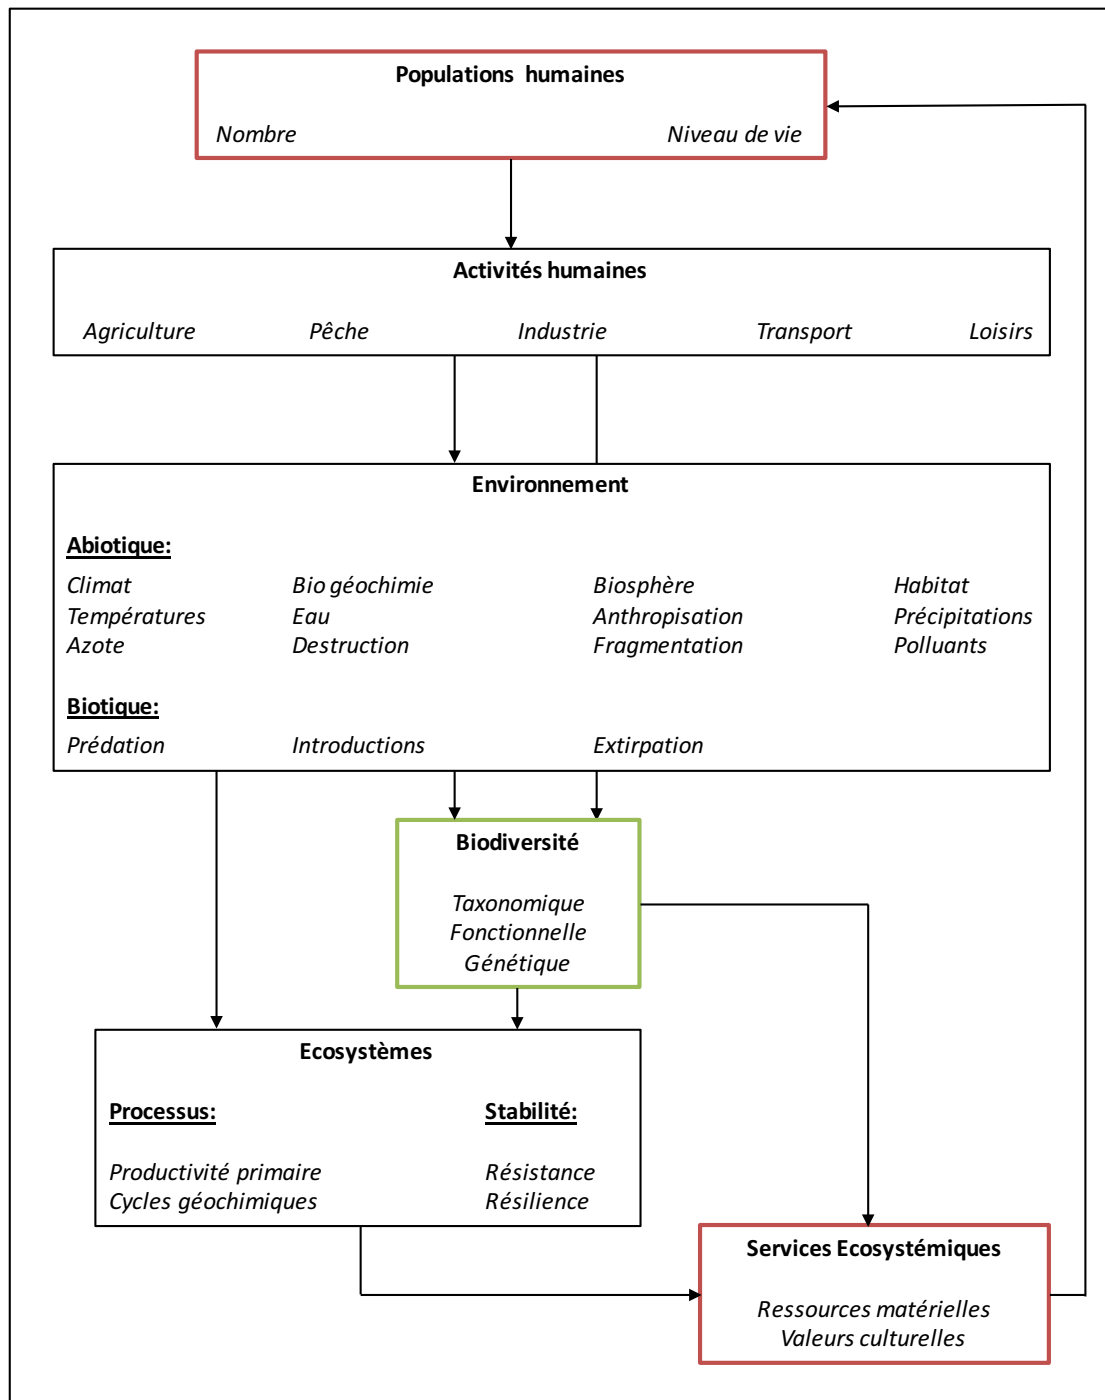 Populations humaines
Nombre Niveau de vie
Activités humaines
Agriculture Pêche Industrie Transport Loisirs
Environnement
Abiotique:
Climat Bio géochimie Biosphère Habitat
Températures Eau Anthropisation Précipitations
Azote Destruction Fragmentation Polluants
Biotique:
Prédation Introductions Extirpation
Biodiversité
Taxonomique
Fonctionnelle
Génétique
Ecosystèmes
Processus: Stabilité:
Productivité primaire Résistance
Cycles géochimiques Résilience
Services Ecosystémiques
Ressources matérielles
Valeurs culturelles